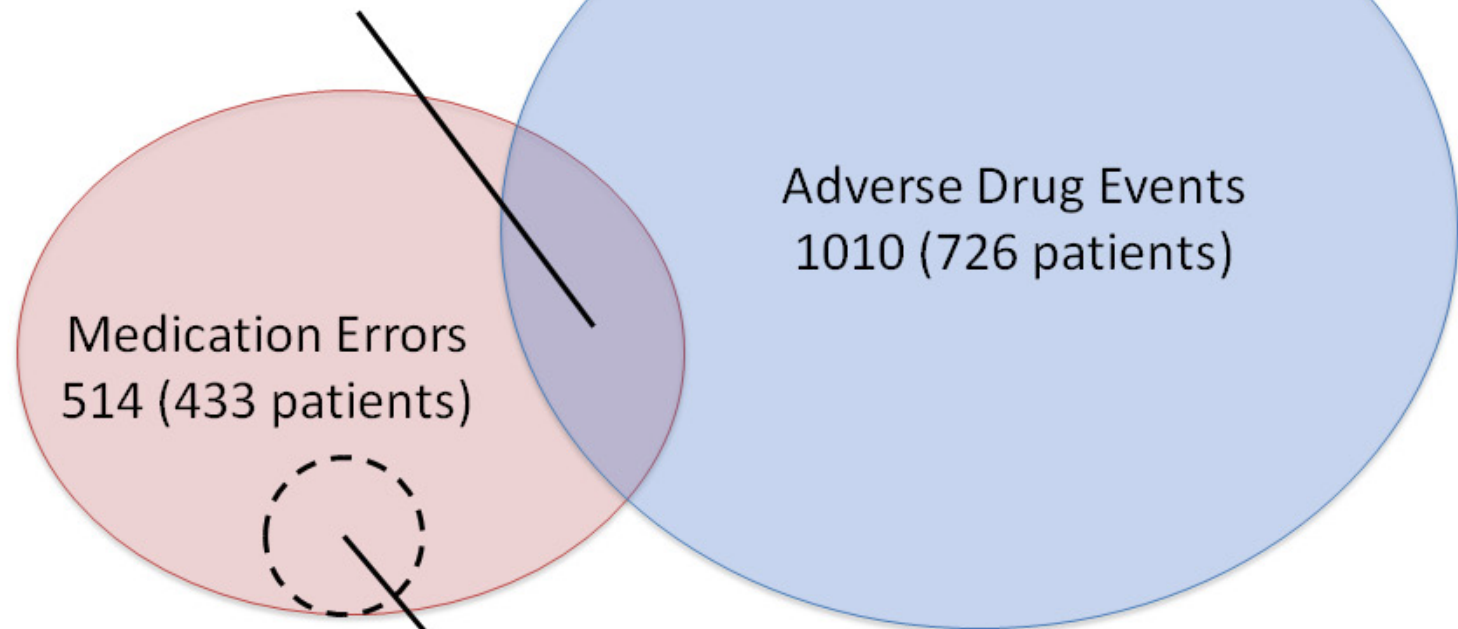 Adverse Drug Events
1010 (726 patients)
Medication Errors
514 (433 patients)